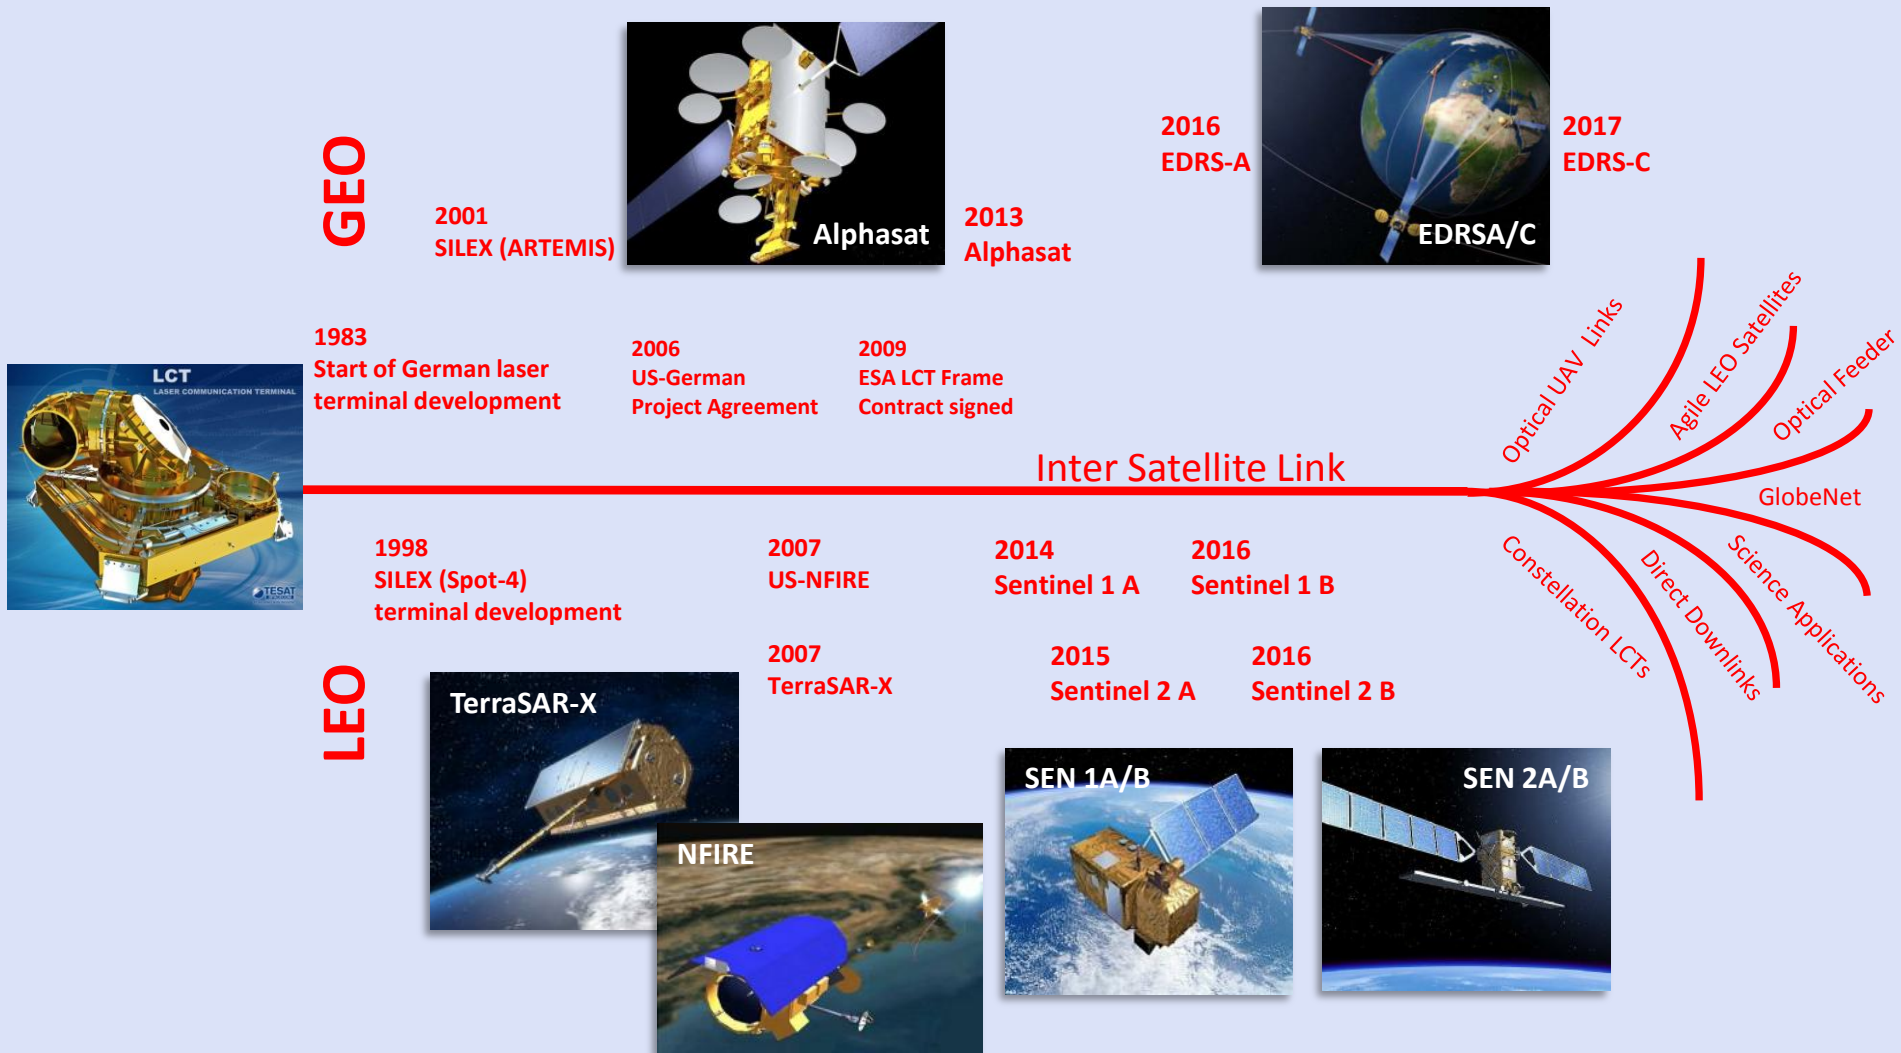 GEO
2001
SILEX (ARTEMIS)
Alphasat
2013
Alphasat
2016
EDRS-A
EDRSA/C
2017
EDRS-C
1983
Start of German laser
terminal development
2006
US-German
Project Agreement
2009
ESA LCT Frame
Contract signed
LCT
LASER COMMUNICATION TERMINAL
TESAT
Inter Satellite Link
Optical UAV Links
Agile LEO Satellites
Optical Feeder
GlobeNet
Science Applications
Direct Downlinks
Constellation LCTs
1998
SILEX (Spot-4)
terminal development
2007
US-NFIRE
2014
Sentinel 1 A
2016
Sentinel 1 B
2007
TerraSAR-X
2015
Sentinel 2 A
2016
Sentinel 2 B
LEO
TerraSAR-X
NFIRE
SEN 1A/B
SEN 2A/B